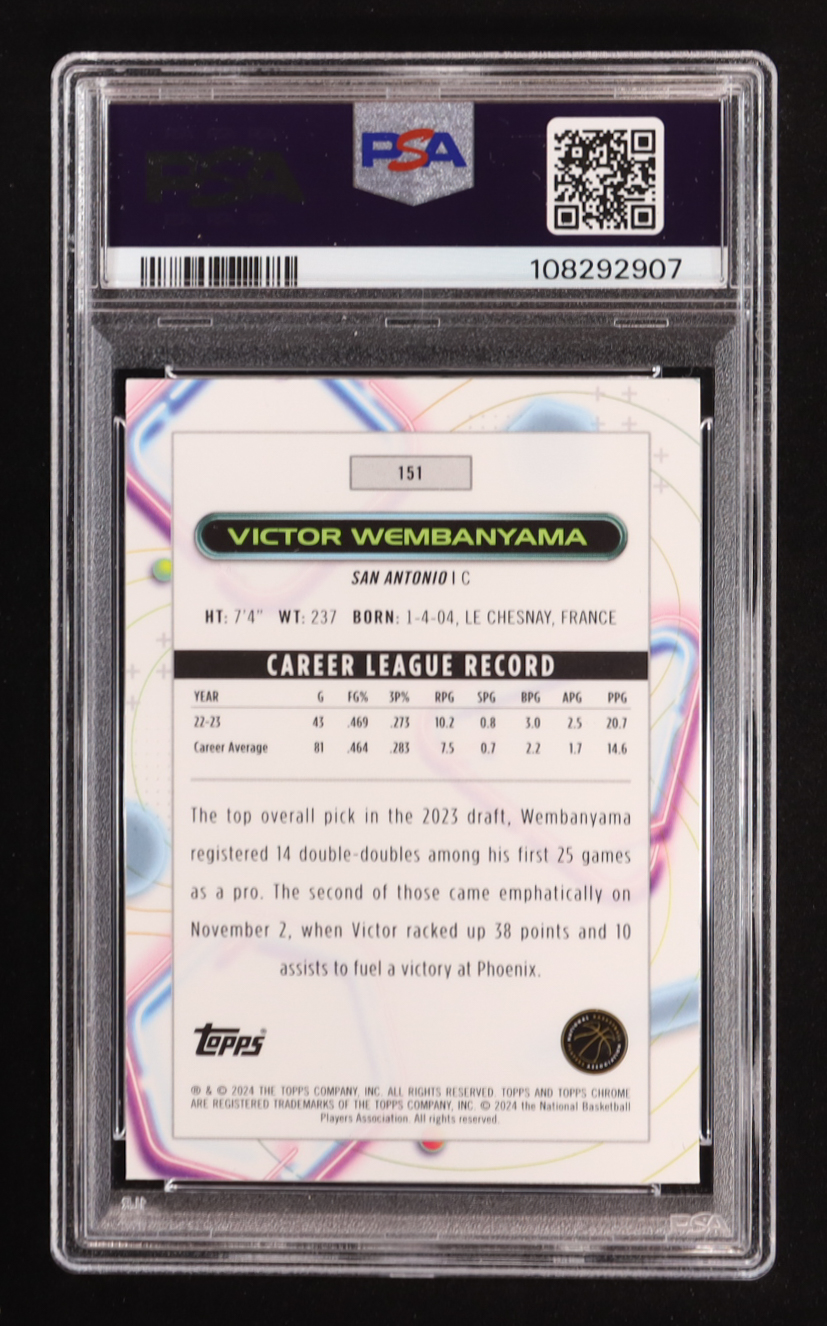 PSA
PSA
108292907
151
VICTOR WEMBANYAMA
SAN ANTONIO | C
HT: 7'4" WT: 237 BORN: 1-4-04, LE CHESNAY, FRANCE
CAREER LEAGUE RECORD
YEAR G FG% 3P% RPG SPG BPG APG PPG
22-23 43 .469 .273 10.2 0.8 3.0 2.5 20.7
Career Average 81 .464 .283 7.5 0.7 2.2 1.7 14.6
The top overall pick in the 2023 draft, Wembanyama
registered 14 double-doubles among his first 25 games
as a pro. The second of those came emphatically on
November 2, when Victor racked up 38 points and 10
assists to fuel a victory at Phoenix.
Topps®
® & © 2024 THE TOPPS COMPANY, INC. ALL RIGHTS RESERVED. TOPPS AND TOPPS CHROME
ARE REGISTERED TRADEMARKS OF THE TOPPS COMPANY, INC. © 2024 the National Basketball
Players Association. All rights reserved.
PSA